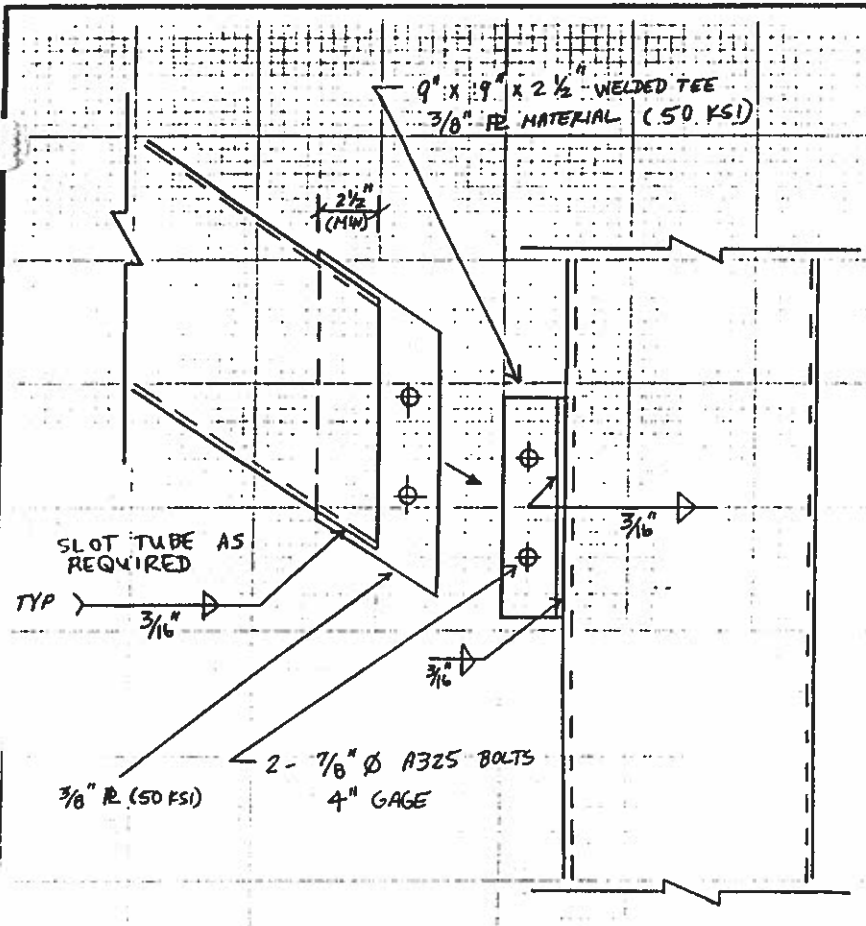 9" x 9" x 2 1/2" WELDED TEE
3/8" PL MATERIAL (50 KSI)
2 1/2"
(MIN)
SLOT TUBE AS
REQUIRED
TYP
3/16"
3/16"
3/16"
2 - 7/8" Ø A325 BOLTS
4" GAGE
3/8" PL (50 KSI)